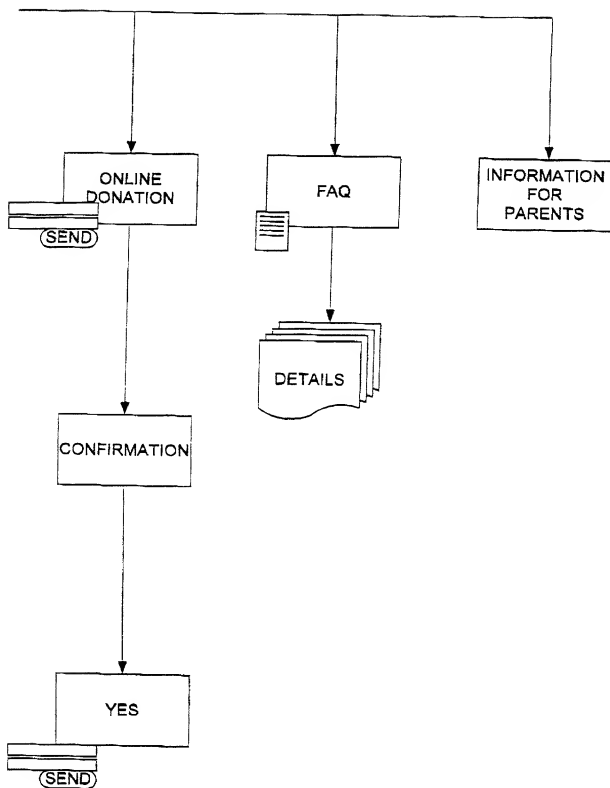 ONLINE
DONATION
SEND
FAQ
INFORMATION
FOR
PARENTS
DETAILS
CONFIRMATION
YES
SEND